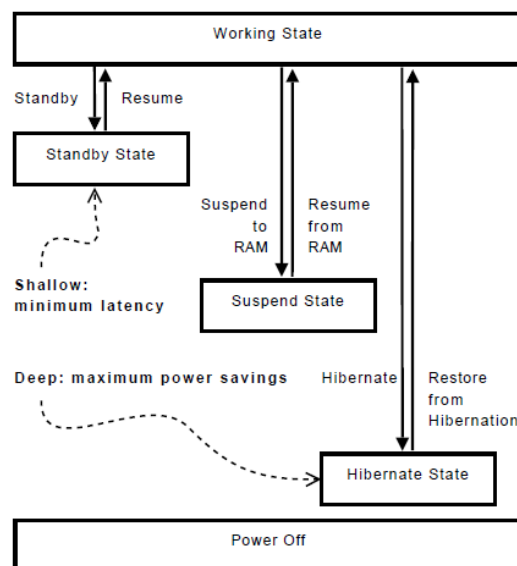 Working State
Standby
Resume
Standby State
Suspend
to
RAM
Resume
from
RAM
Shallow:
minimum latency
Suspend State
Deep: maximum power savings
Hibernate
Restore
from
Hibernation
Hibernate State
Power Off